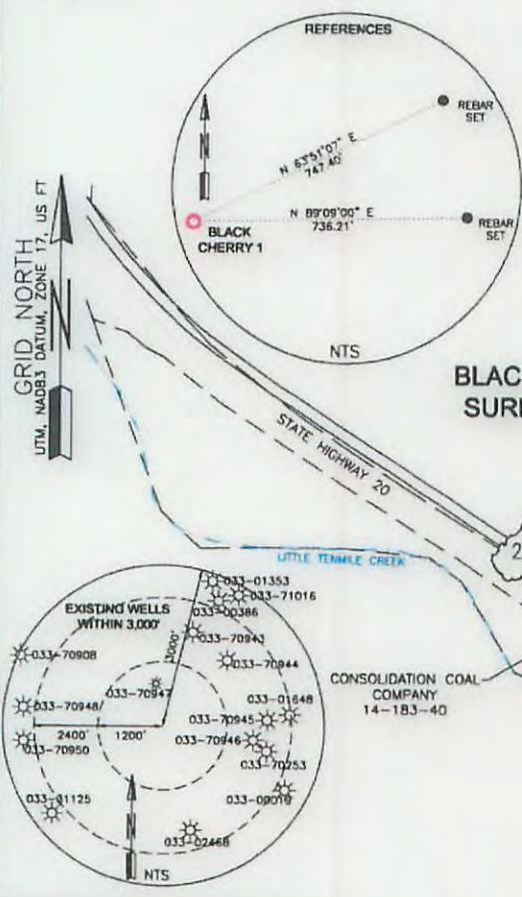 REFERENCES
REBAR
SET
N 63°51'07" E
747.40'
N 89°09'00" E
736.21'
REBAR
SET
BLACK
CHERRY 1
NTS
GRID NORTH
UTM, NAD83 DATUM, ZONE 17, US FT
N
BLAC
SURI
STATE HIGHWAY 20
2
LITTLE TENMILE CREEK
EXISTING WELLS
WITHIN 3,000'
3000'
033-01353
033-71016
033-00386
033-70943
033-70908
033-70944
033-70947
033-70948/
033-01648
033-70945
2400' 1200'
033-70946
033-70950
033-70253
033-01125
033-02468
NTS
CONSOLIDATION COAL
COMPANY
14-183-40